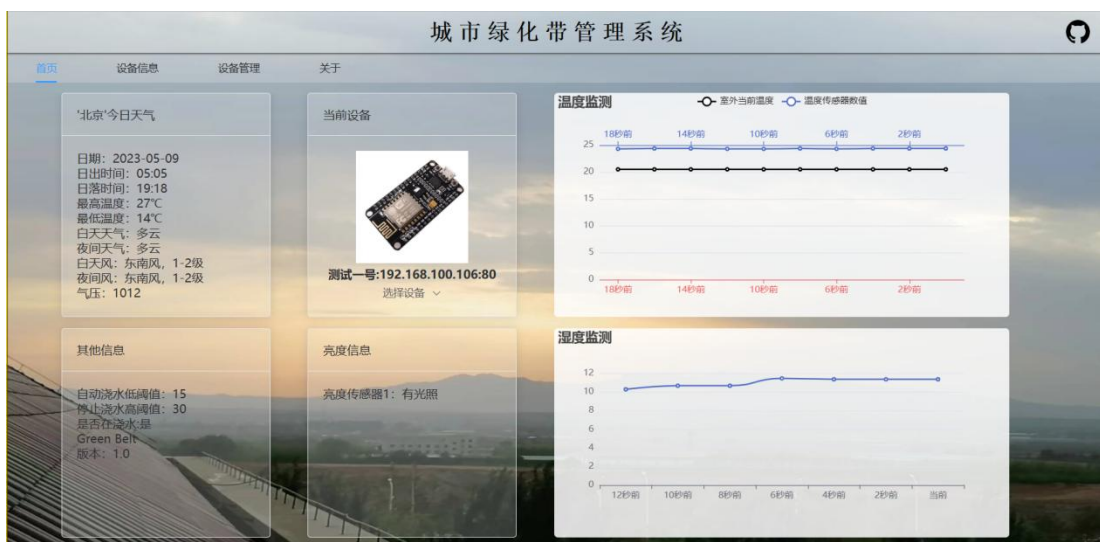 城市绿化带管理系统
首页 设备信息 设备管理 关于
'北京'今日天气
日期：2023-05-09
日出时间：05:05
日落时间：19:18
最高温度：27℃
最低温度：14℃
白天天气：多云
夜间天气：多云
白天风：东南风，1-2级
夜间风：东南风，1-2级
气压：1012
当前设备
测试一号:192.168.100.106:80
选择设备
温度监测
室外当前温度 温度传感器数值
18秒前 14秒前 10秒前 6秒前 2秒前
25
20
15
10
5
0
18秒前 14秒前 10秒前 6秒前 2秒前
其他信息
自动浇水低阈值：15
停止浇水高阈值：30
是否在浇水:是
Green Belt
版本：1.0
亮度信息
亮度传感器1：有光照
湿度监测
12
10
8
6
4
2
0
12秒前 10秒前 8秒前 6秒前 4秒前 2秒前 当前